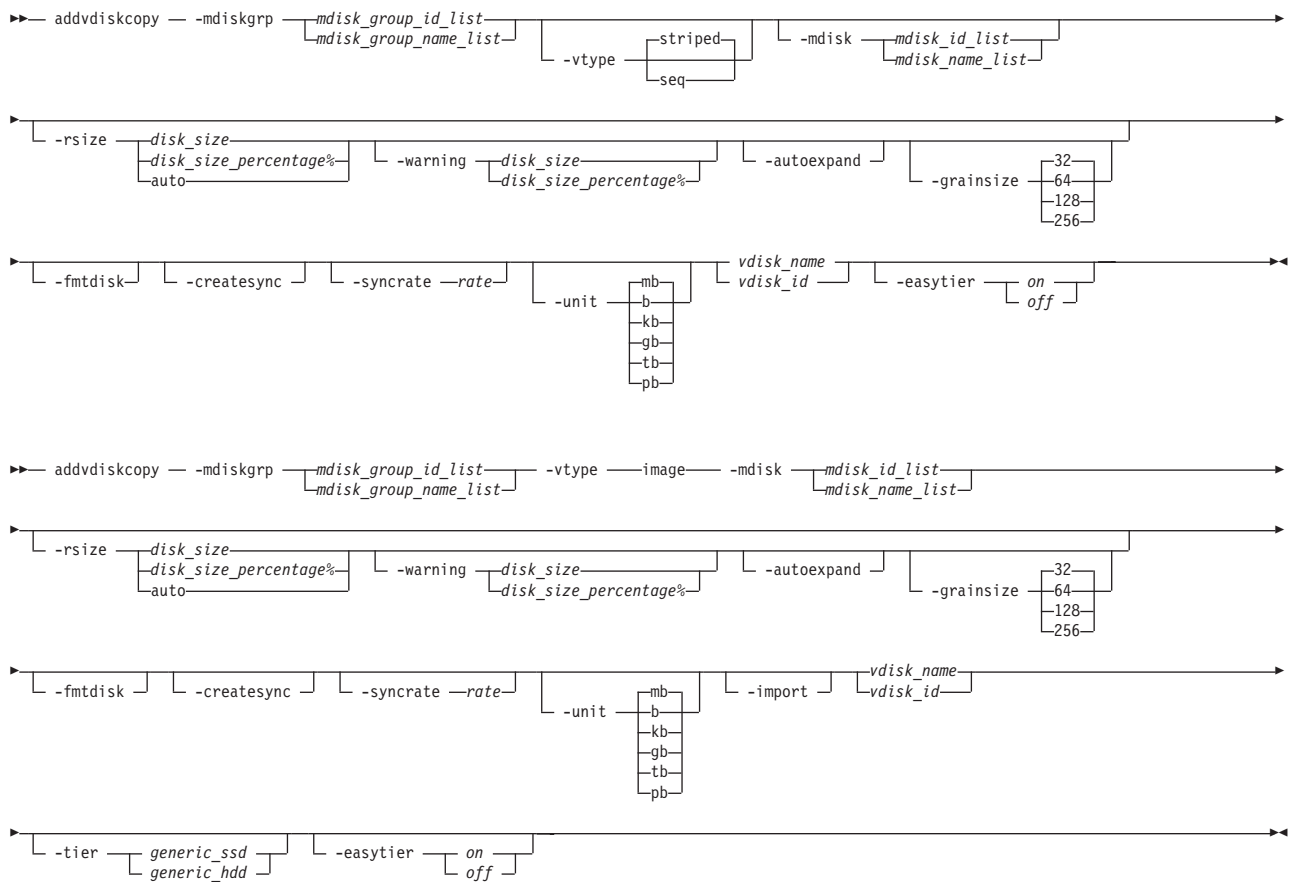 addvdiskcopy -mdiskgrp mdisk_group_id_list
mdisk_group_name_list
-vtype striped
seq
-mdisk mdisk_id_list
mdisk_name_list
-rsize disk_size
disk_size_percentage%
auto
-warning disk_size
disk_size_percentage%
-autoexpand
-grainsize 32
64
128
256
-fmtdisk
-createsync
-syncrate rate
-unit mb
b
kb
gb
tb
pb
vdisk_name
vdisk_id
-easytier on
off
addvdiskcopy -mdiskgrp mdisk_group_id_list
mdisk_group_name_list
-vtype image -mdisk mdisk_id_list
mdisk_name_list
-rsize disk_size
disk_size_percentage%
auto
-warning disk_size
disk_size_percentage%
-autoexpand
-grainsize 32
64
128
256
-fmtdisk
-createsync
-syncrate rate
-unit mb
b
kb
gb
tb
pb
-import
vdisk_name
vdisk_id
-tier generic_ssd
generic_hdd
-easytier on
off